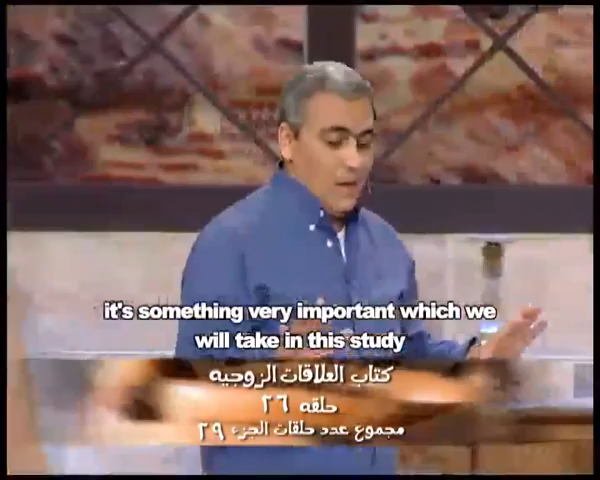 it's something very important which we
will take in this study
كتاب العلاقات الزوجيه
حلقه ٢٦
مجموع عدد حلقات الجزء ٢٩